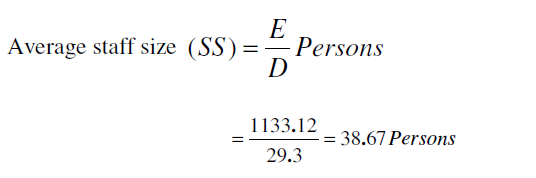 Average staff size (SS) = E/D Persons
= 1133.12/29.3 = 38.67 Persons